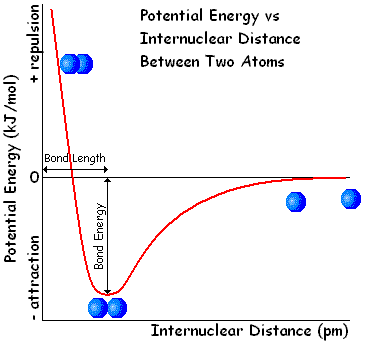 Potential Energy vs
Internuclear Distance
Between Two Atoms
Potential Energy (kJ/mol)
+ repulsion
0
- attraction
Bond Length
Bond Energy
Internuclear Distance (pm)